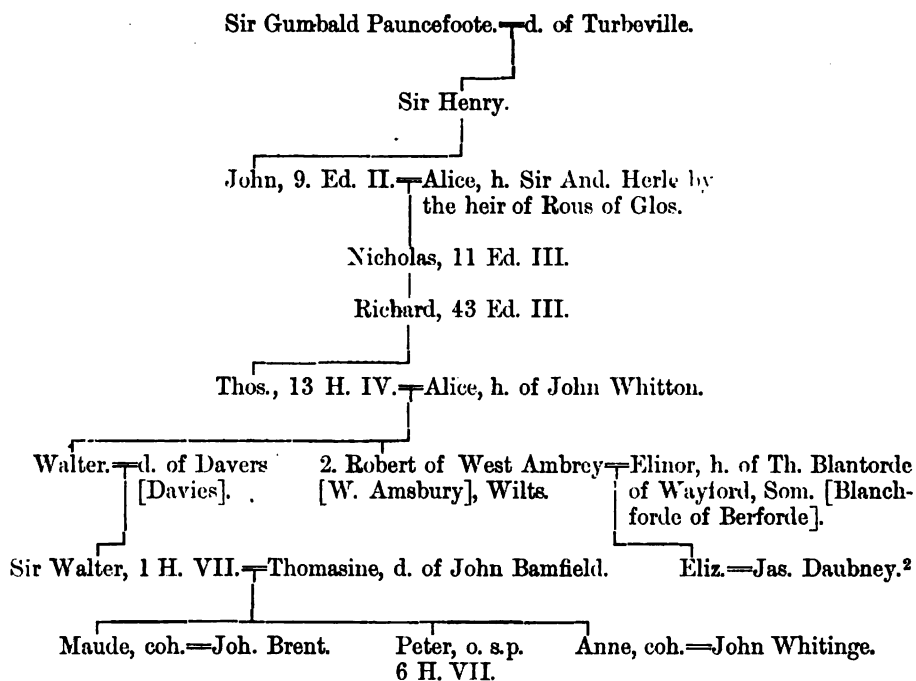 Sir Gumbald Pauncefoote.═d. of Turbeville.
Sir Henry.
John, 9. Ed. II.═Alice, h. Sir And. Herle by
the heir of Rous of Glos.
Nicholas, 11 Ed. III.
Richard, 43 Ed. III.
Thos., 13 H. IV.═Alice, h. of John Whitton.
Walter.═d. of Davers
[Davies].
2. Robert of West Ambrey═Elinor, h. of Th. Blantorde
[W. Amsbury], Wilts.
of Wayford, Som. [Blanch-
forde of Berforde].
Sir Walter, 1 H. VII.═Thomasine, d. of John Bamfield.
Eliz.═Jas. Daubney.²
Maude, coh.═Joh. Brent.
Peter, o. s.p.
6 H. VII.
Anne, coh.═John Whitinge.